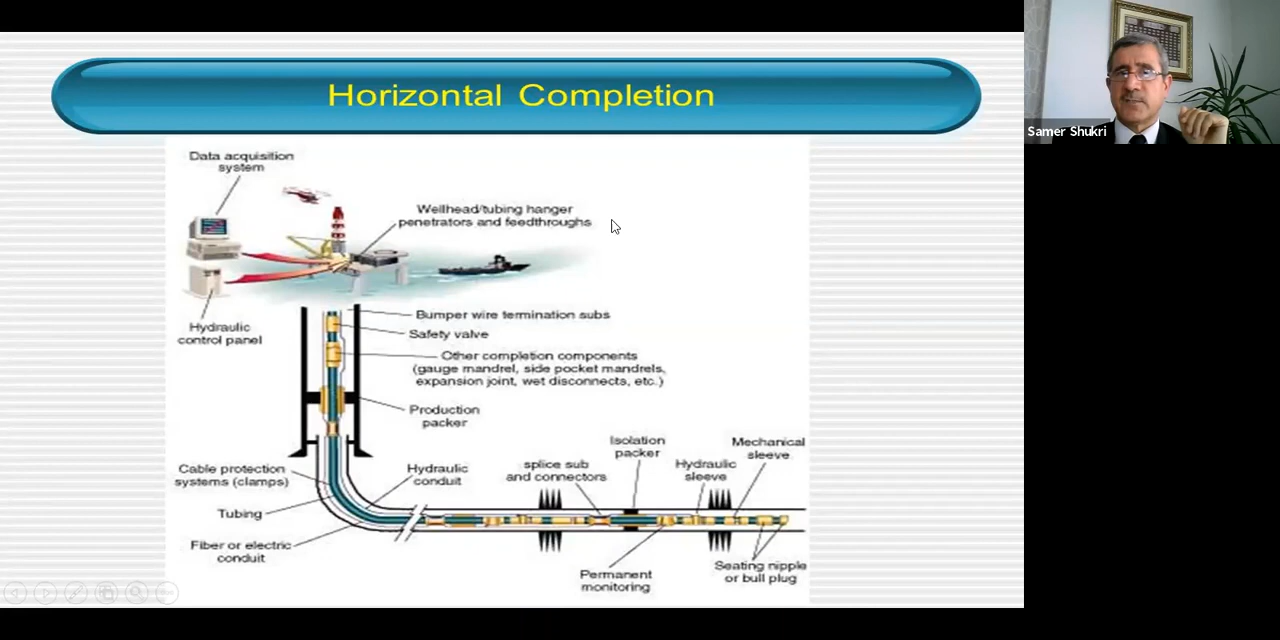 Horizontal Completion
Samer Shukri
Data acquisition
system
Wellhead/tubing hanger
penetrators and feedthroughs
Hydraulic
control panel
Bumper wire termination subs
Safety valve
Other completion components
(gauge mandrel, side pocket mandrels,
expansion joint, wet disconnects, etc.)
Production
packer
Cable protection
systems (clamps)
Hydraulic
conduit
splice sub
and connectors
Isolation
packer
Hydraulic
sleeve
Mechanical
sleeve
Tubing
Fiber or electric
conduit
Permanent
monitoring
Seating nipple
or bull plug